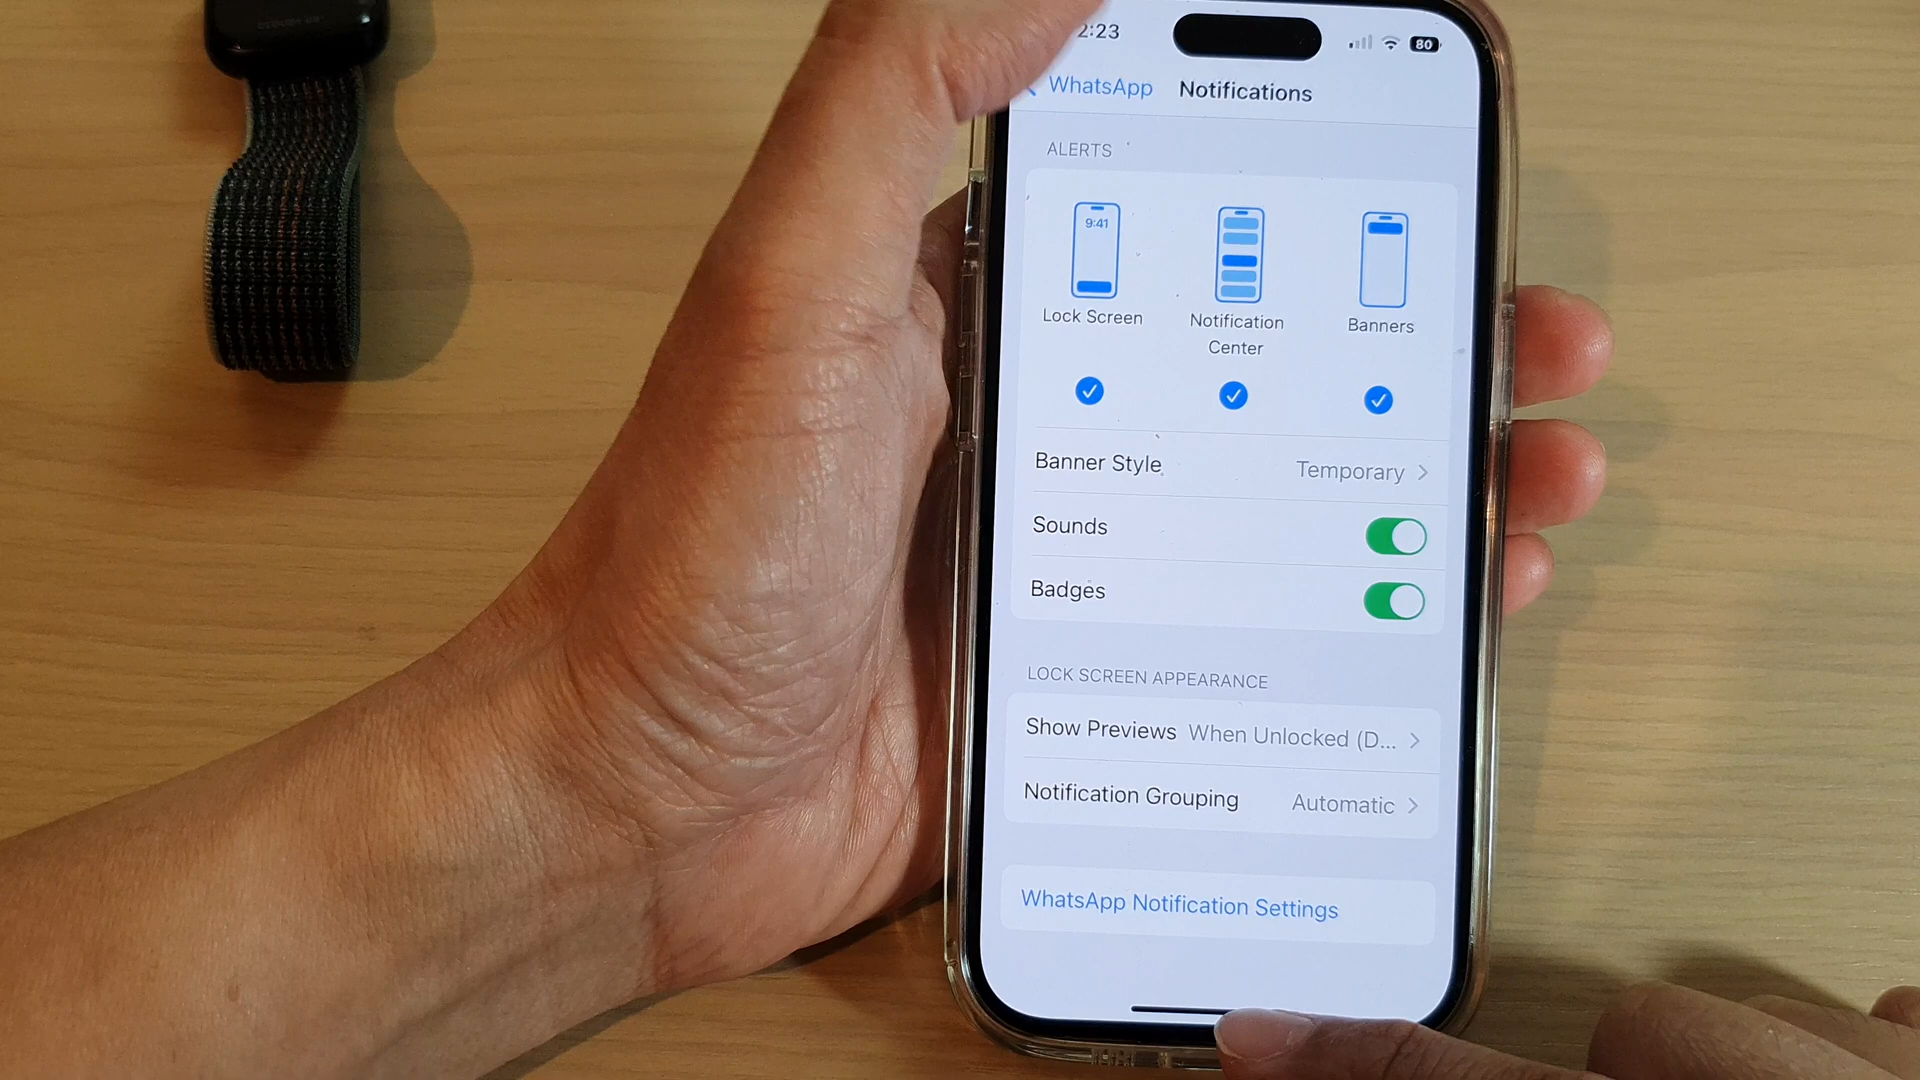 2:23
80
WhatsApp Notifications
ALERTS
9:41
Lock Screen
Notification
Center
Banners
Banner Style Temporary
Sounds
Badges
LOCK SCREEN APPEARANCE
Show Previews When Unlocked (D...
Notification Grouping Automatic
WhatsApp Notification Settings